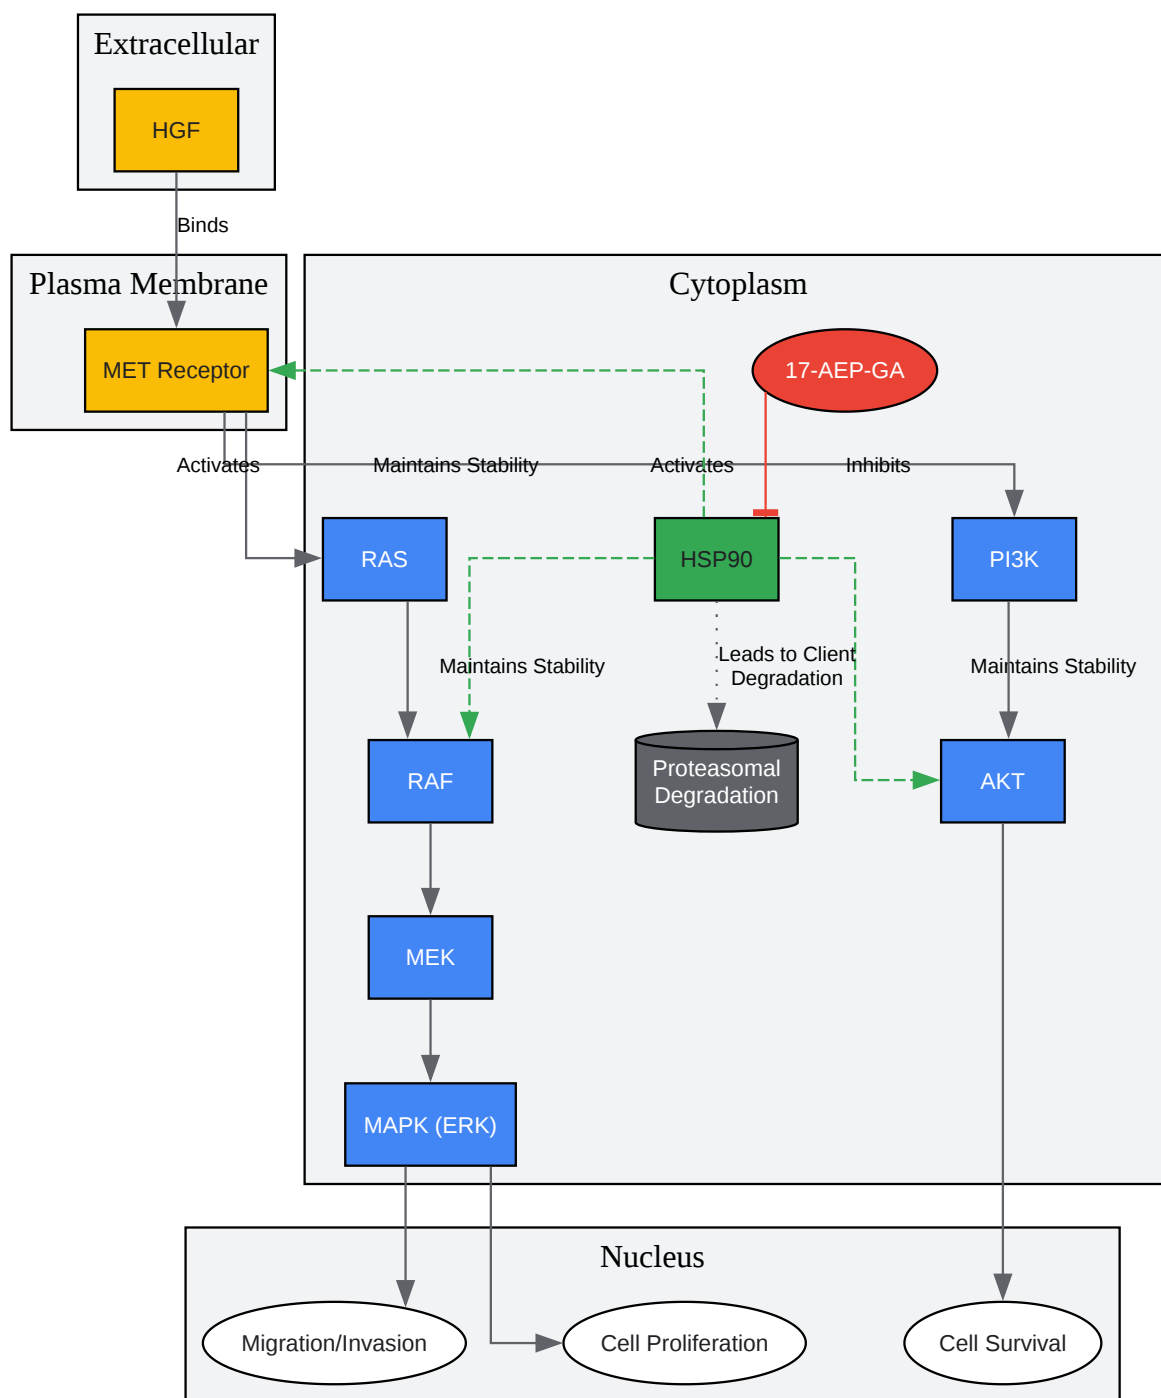 Extracellular
HGF
Binds
Plasma Membrane
Cytoplasm
MET Receptor
17-AEP-GA
Activates
Maintains Stability
Activates
Inhibits
RAS
HSP90
PI3K
Maintains Stability
Leads to Client
Degradation
Maintains Stability
RAF
Proteasomal
Degradation
AKT
MEK
MAPK (ERK)
Nucleus
Migration/Invasion
Cell Proliferation
Cell Survival